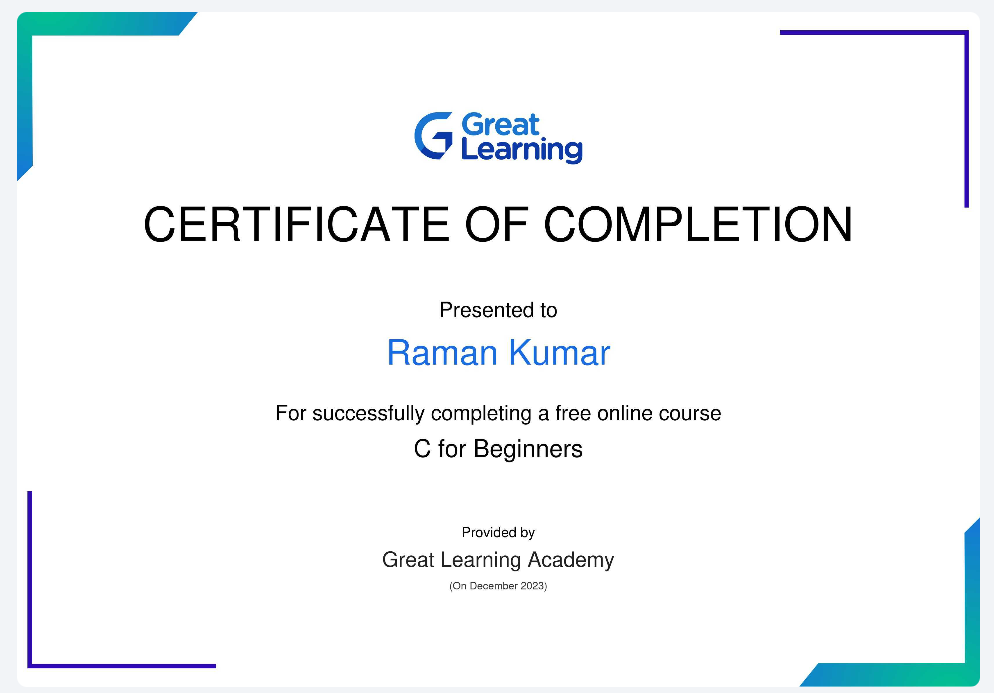 Great
Learning
CERTIFICATE OF COMPLETION
Presented to
Raman Kumar
For successfully completing a free online course
C for Beginners
Provided by
Great Learning Academy
(On December 2023)